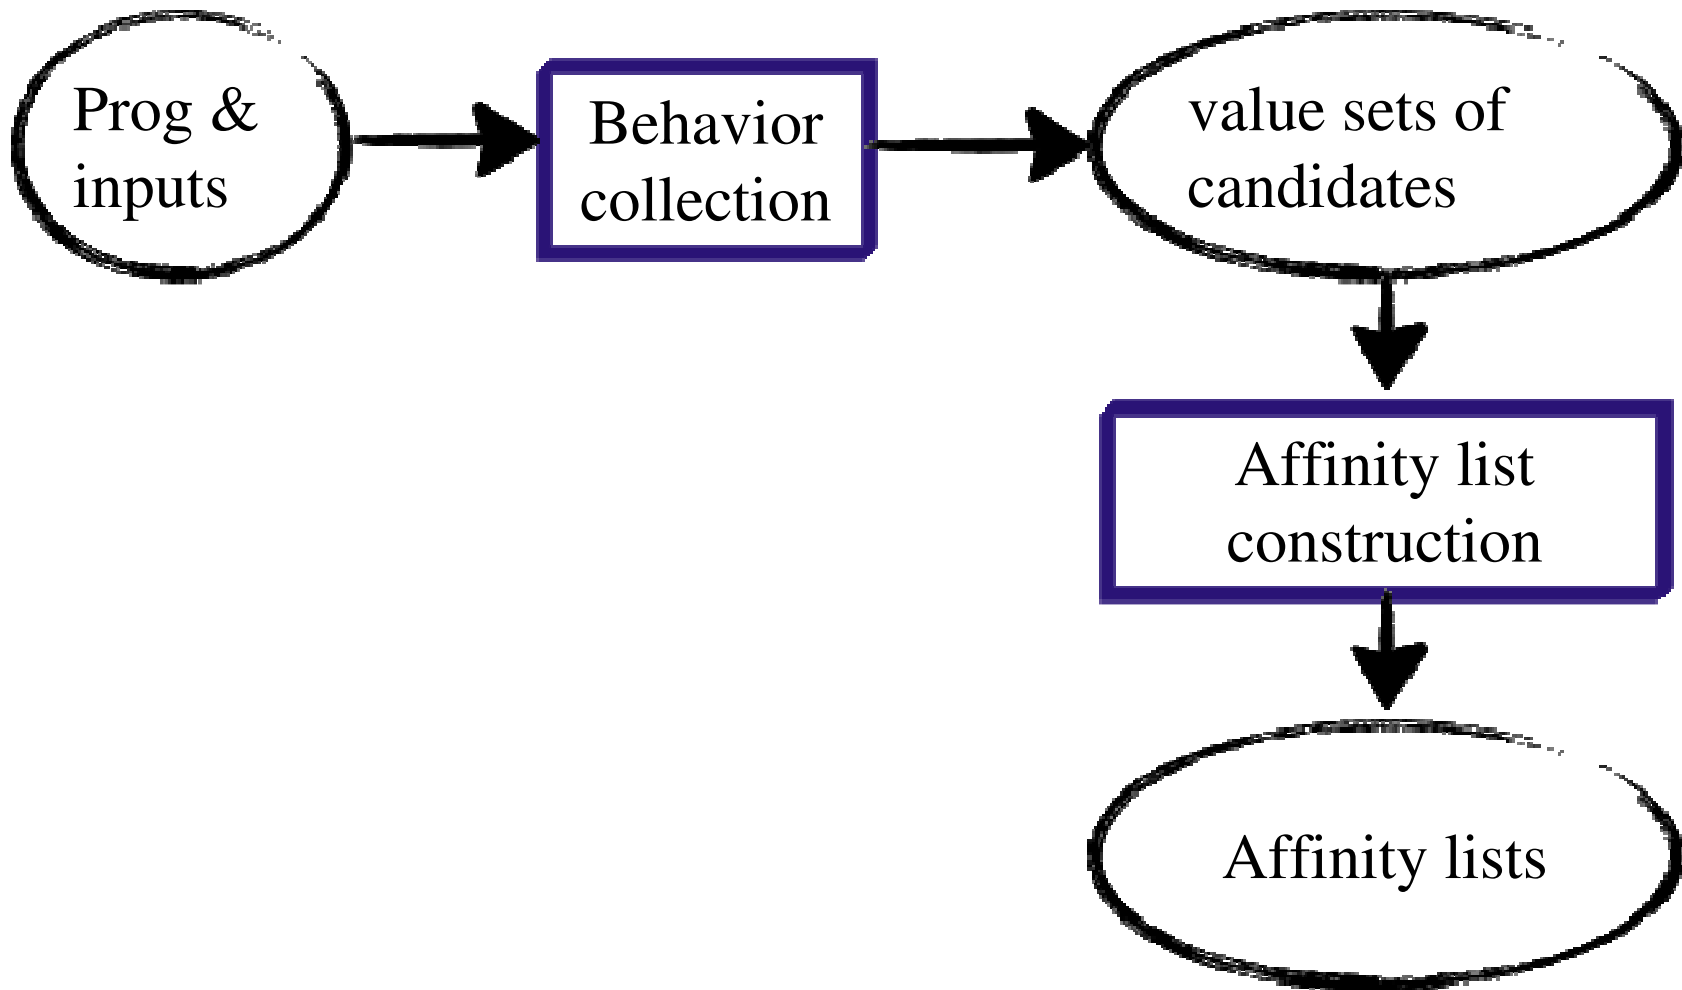 Prog &
inputs
Behavior
collection
value sets of
candidates
Affinity list
construction
Affinity lists